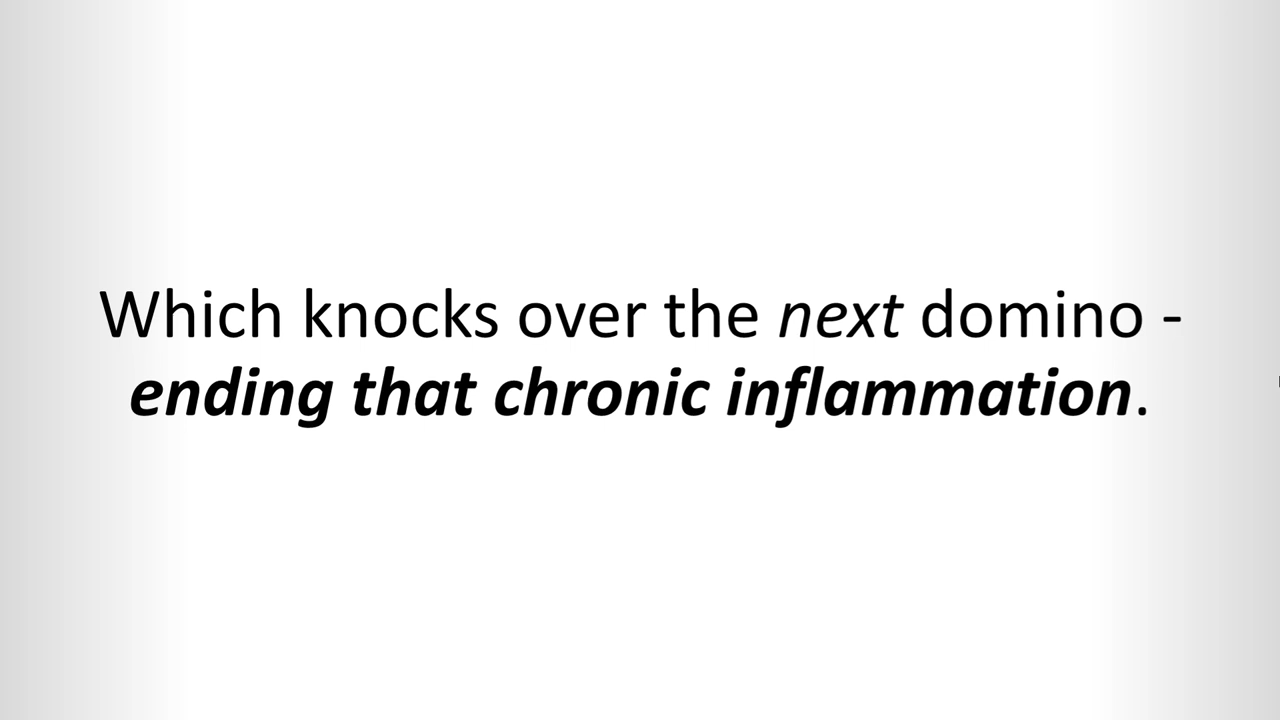 Which knocks over the next domino -
ending that chronic inflammation.